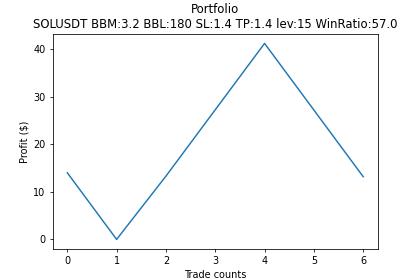 Portfolio
SOLUSDT BBM:3.2 BBL:180 SL:1.4 TP:1.4 lev:15 WinRatio:57.0
40
30
20
10
0
Profit ($)
0 1 2 3 4 5 6
Trade counts